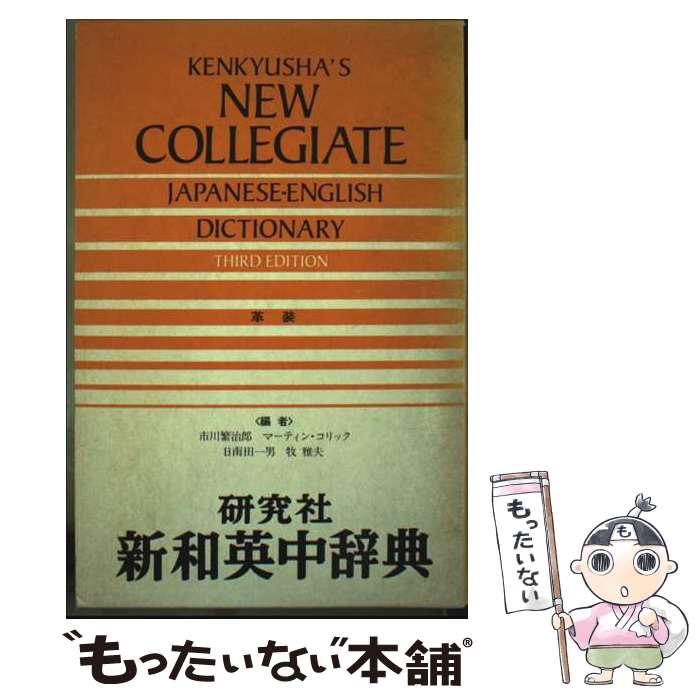 KENKYUSHA'S
NEW
COLLEGIATE
JAPANESE-ENGLISH
DICTIONARY
THIRD EDITION
革 装
〈編 者〉
市川繁治郎 マーティン・コリック
日南田一男 牧 雅夫
研究社
新和英中辞典
も
もったいない
“もったいない”本舗®